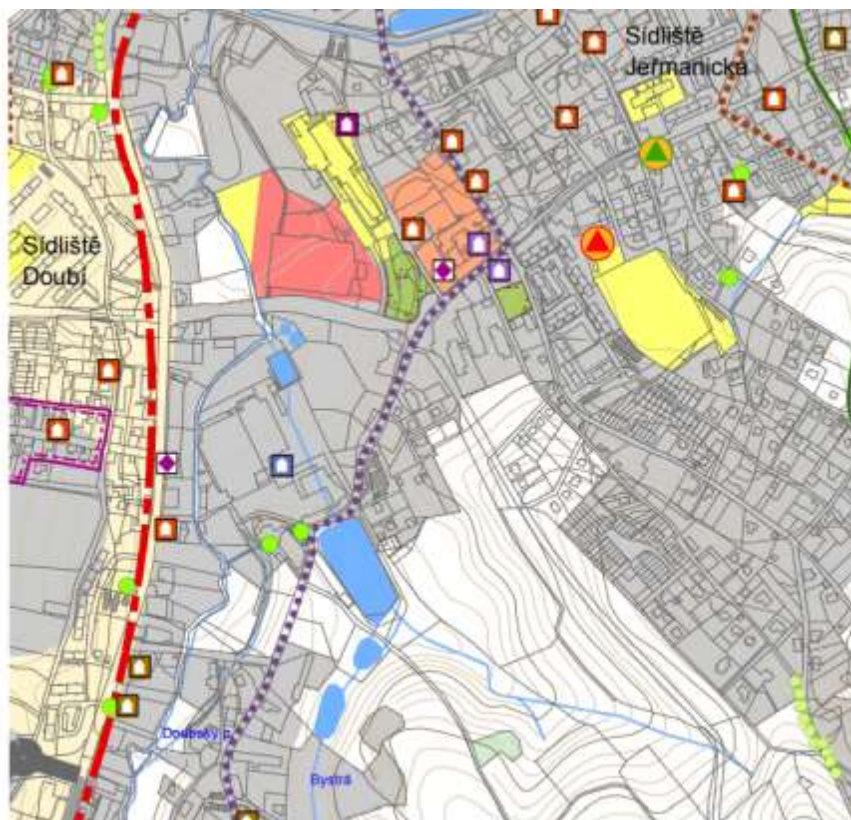 Sídliště
Jeřmanická
Sídliště
Doubí
Doubský p.
Bystrá